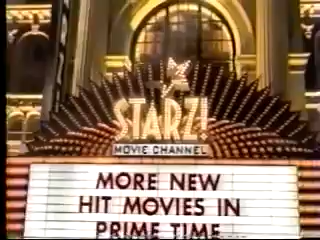 STARZ!
MOVIE CHANNEL
MORE NEW
HIT MOVIES IN
PRIME TIME